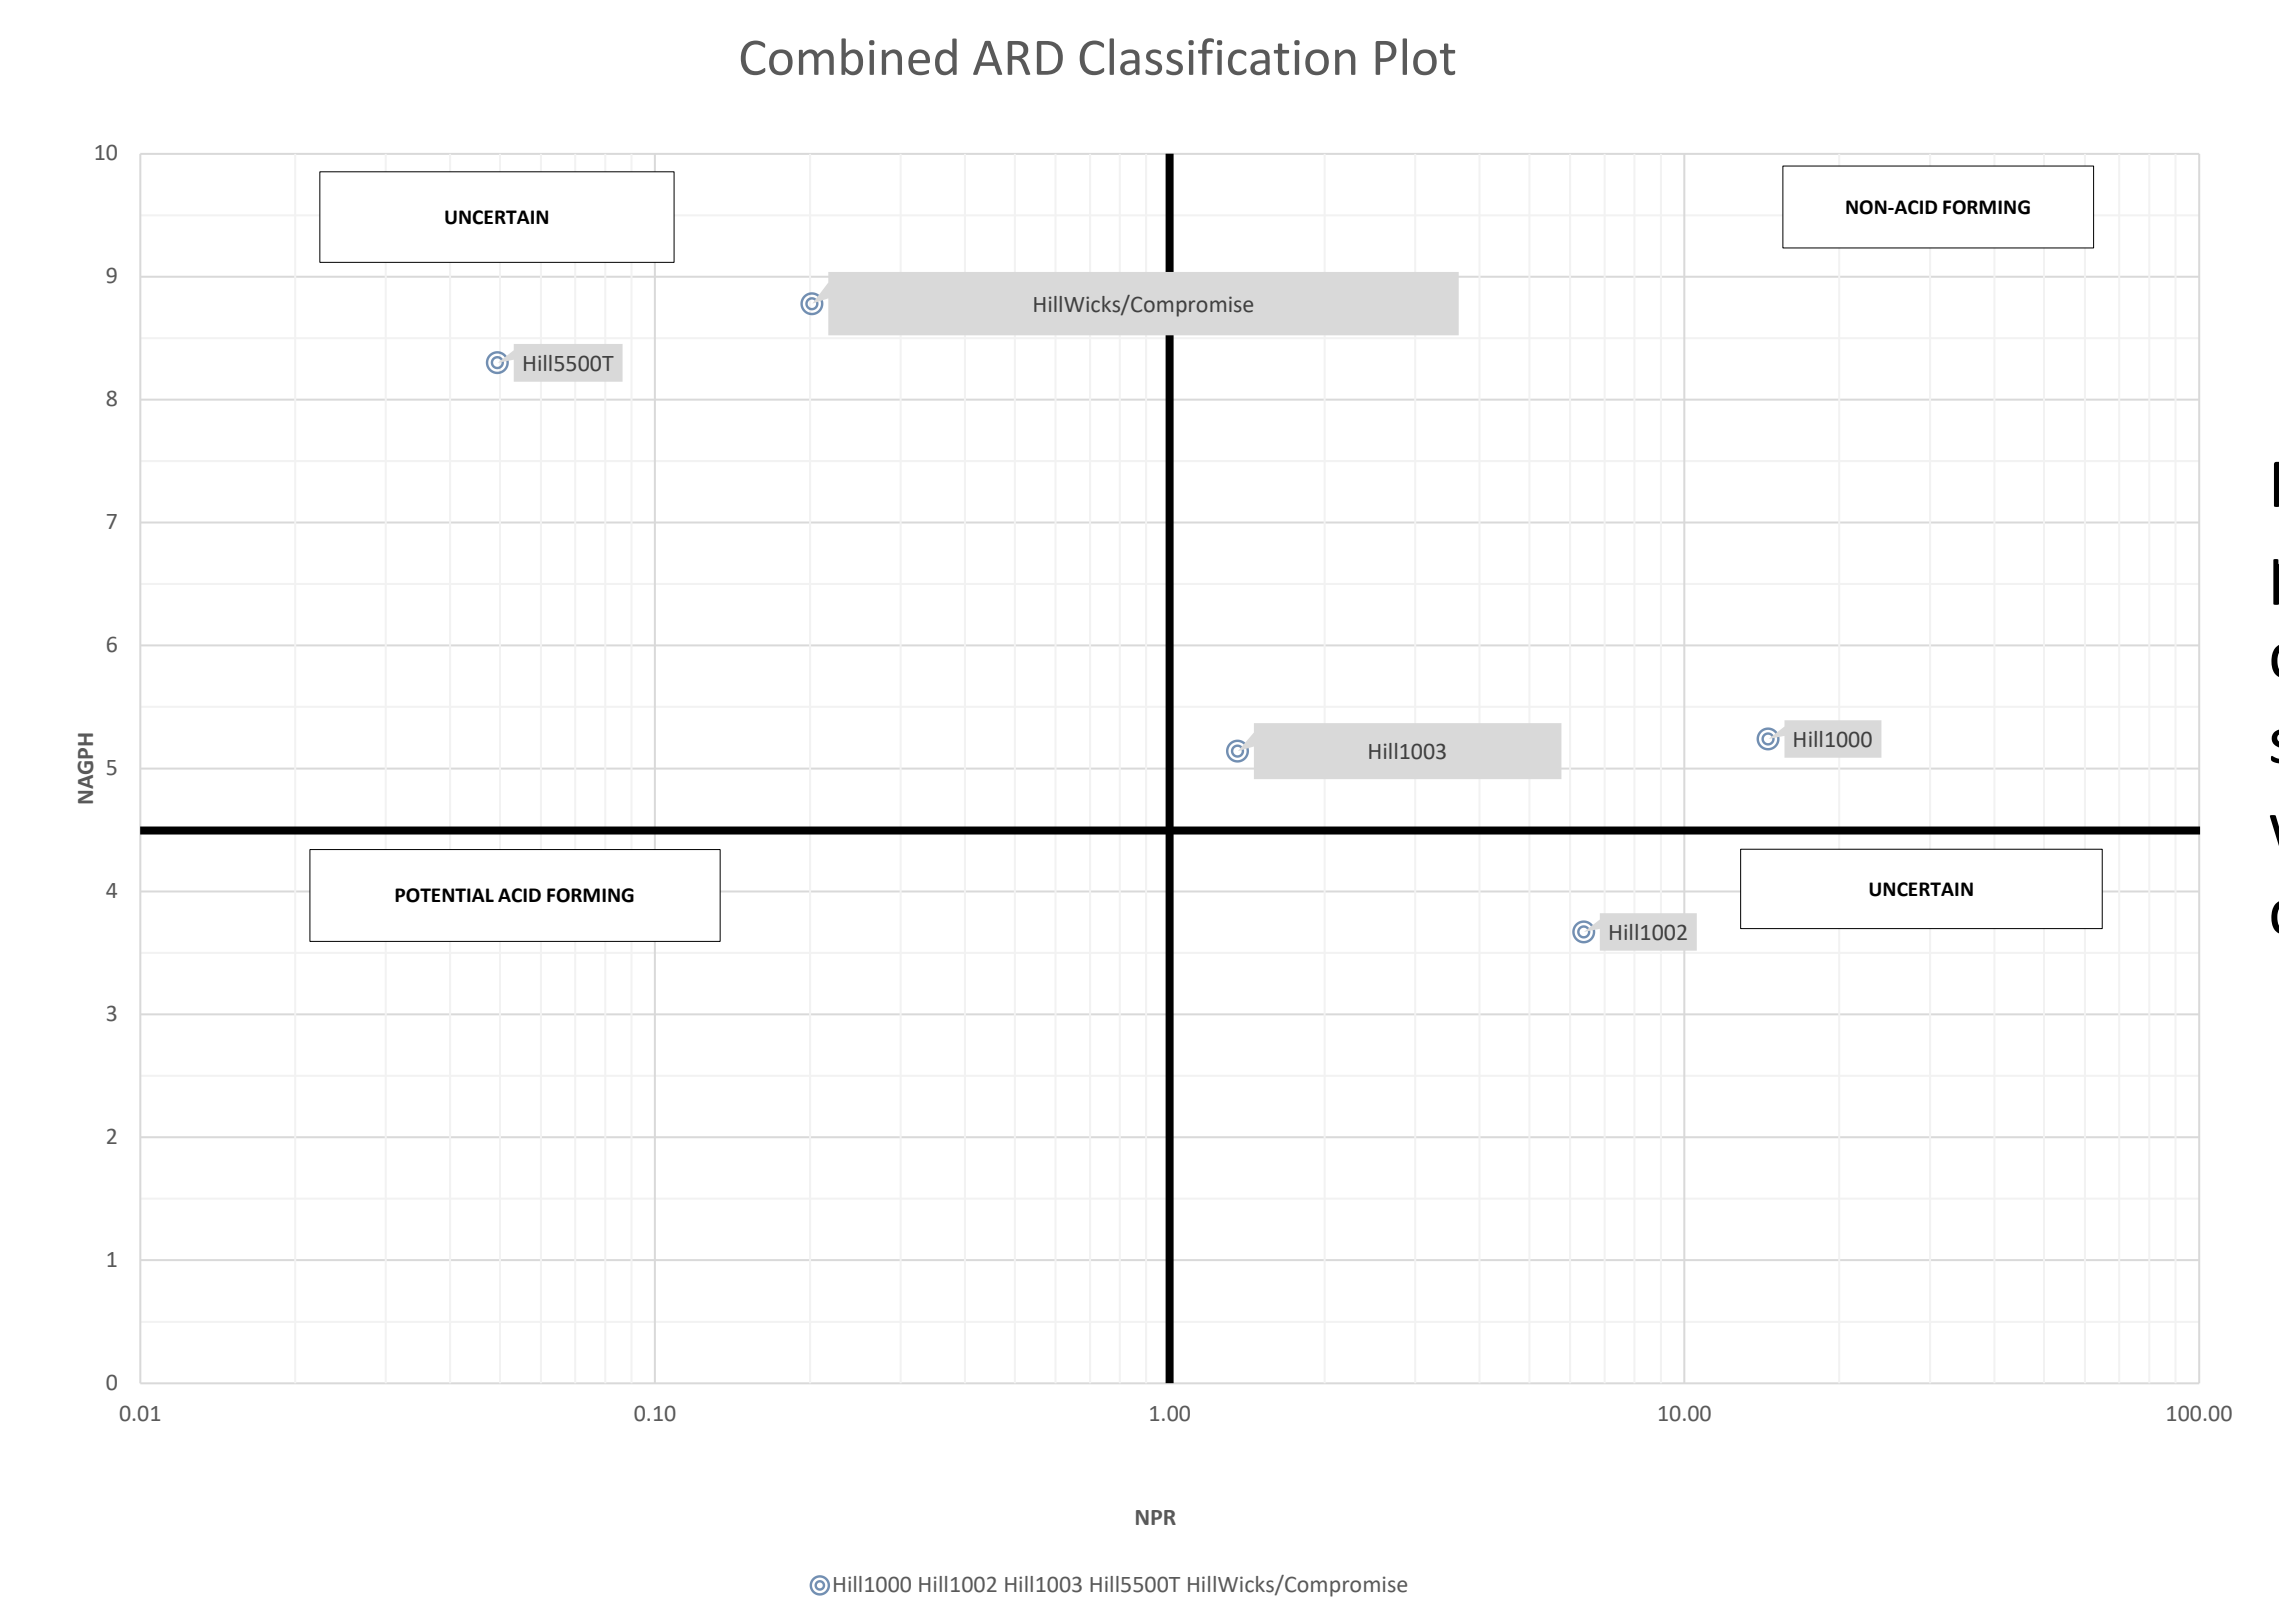 Combined ARD Classification Plot
10
UNCERTAIN
NON-ACID FORMING
9
HillWicks/Compromise
Hill5500T
8
7
6
NAGPH
Hill1003
Hill1000
5
POTENTIAL ACID FORMING
UNCERTAIN
4
Hill1002
3
2
1
0
0.01 0.10 1.00 10.00 100.00
NPR
Hill1000 Hill1002 Hill1003 Hill5500T HillWicks/Compromise